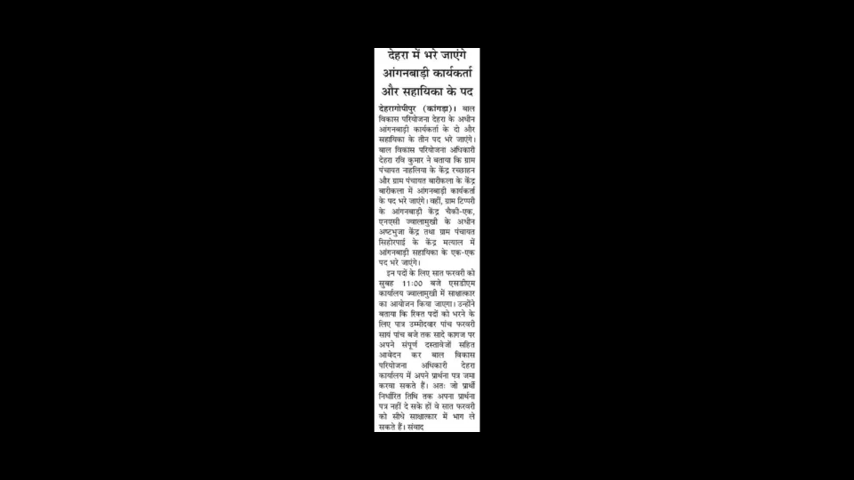 देहरा में भरे जाएंगे
आंगनबाड़ी कार्यकर्ता
और सहायिका के पद
देहरागोपीपुर (कांगड़ा)। बाल
विकास परियोजना देहरा के अधीन
आंगनबाड़ी कार्यकर्ता के दो और
सहायिका के तीन पद भरे जाएंगे।
बाल विकास परियोजना अधिकारी
देहरा रवि कुमार ने बताया कि ग्राम
पंचायत नाहलिया के केंद्र रच्छाहन
और ग्राम पंचायत बारीकला के केंद्र
बारीकला में आंगनबाड़ी कार्यकर्ता
के पद भरे जाएंगे। वहीं, ग्राम टिप्परी
के आंगनबाड़ी केंद्र चैकी-एक,
एनएसी ज्वालामुखी के अधीन
अष्टभुजा केंद्र तथा ग्राम पंचायत
सिहोरपाई के केंद्र मत्याल में
आंगनबाड़ी सहायिका के एक-एक
पद भरे जाएंगे।
इन पदों के लिए सात फरवरी को
सुबह 11:00 बजे एसडीएम
कार्यालय ज्वालामुखी में साक्षात्कार
का आयोजन किया जाएगा। उन्होंने
बताया कि रिक्त पदों को भरने के
लिए पात्र उम्मीदवार पांच फरवरी
सायं पांच बजे तक सादे कागज पर
अपने संपूर्ण दस्तावेजों सहित
आवेदन कर बाल विकास
परियोजना अधिकारी देहरा
कार्यालय में अपने प्रार्थना पत्र जमा
करवा सकते हैं। अतः जो प्रार्थी
निर्धारित तिथि तक अपना प्रार्थना
पत्र नहीं दे सके हों वे सात फरवरी
को सीधे साक्षात्कार में भाग ले
सकते हैं। संवाद